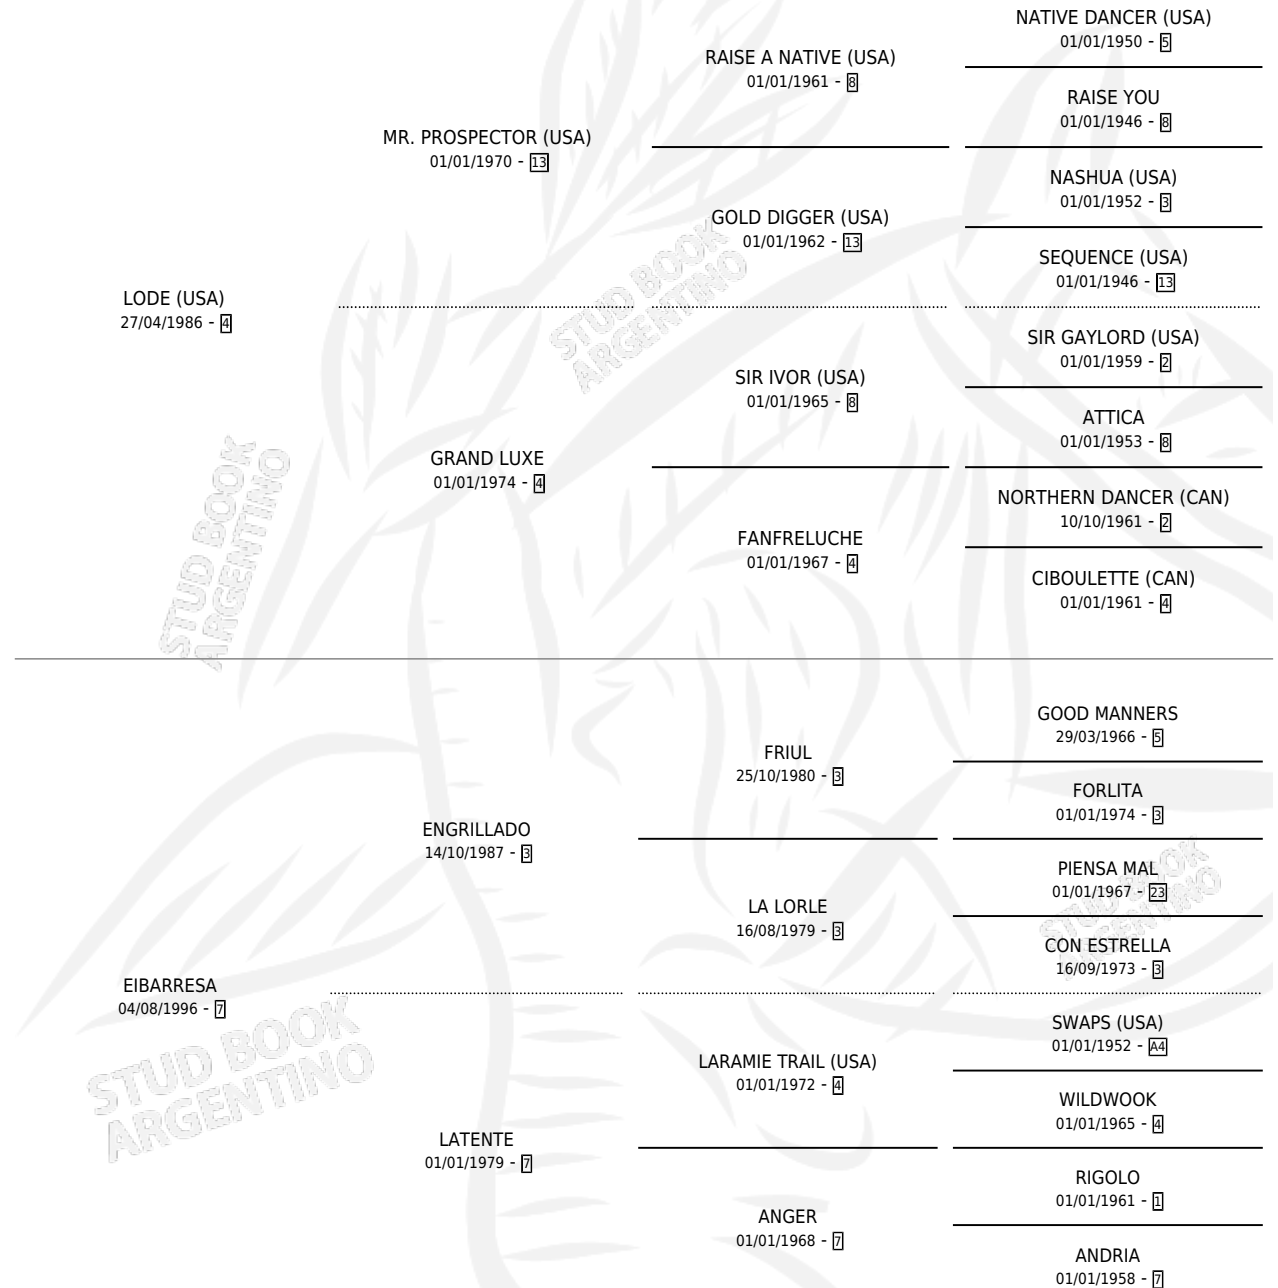 NATIVE DANCER (USA)
01/01/1950 - 5
RAISE A NATIVE (USA)
01/01/1961 - 8
RAISE YOU
01/01/1946 - 8
MR. PROSPECTOR (USA)
01/01/1970 - 13
NASHUA (USA)
01/01/1952 - 3
GOLD DIGGER (USA)
01/01/1962 - 13
SEQUENCE (USA)
01/01/1946 - 13
LODE (USA)
27/04/1986 - 4
SIR GAYLORD (USA)
01/01/1959 - 2
SIR IVOR (USA)
01/01/1965 - 8
ATTICA
01/01/1953 - 8
GRAND LUXE
01/01/1974 - 4
NORTHERN DANCER (CAN)
10/10/1961 - 2
FANFRELUCHE
01/01/1967 - 4
CIBOULETTE (CAN)
01/01/1961 - 4
GOOD MANNERS
29/03/1966 - 5
FRIUL
25/10/1980 - 3
FORLITA
01/01/1974 - 3
ENGRILLADO
14/10/1987 - 3
PIENSA MAL
01/01/1967 - 23
LA LORLE
16/08/1979 - 3
CON ESTRELLA
16/09/1973 - 3
EIBARRESA
04/08/1996 - 7
SWAPS (USA)
01/01/1952 - A4
LARAMIE TRAIL (USA)
01/01/1972 - 4
WILDWOOK
01/01/1965 - 4
LATENTE
01/01/1979 - 7
RIGOLO
01/01/1961 - 1
ANGER
01/01/1968 - 7
ANDRIA
01/01/1958 - 7
STUD BOOK
ARGENTINO
STUD BOOK
ARGENTINO
STUD BOOK
ARGENTINO
STUD BOOK
ARGENTINO